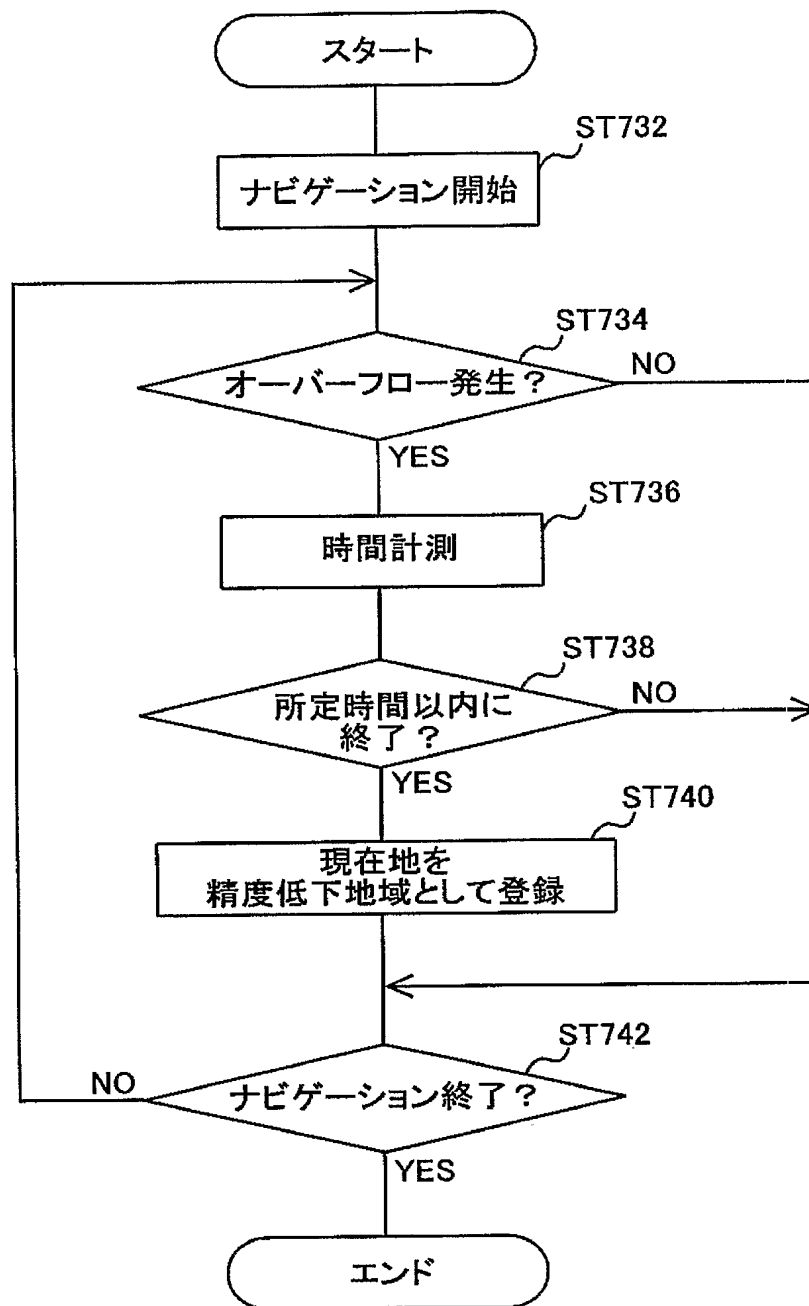 スタート
ST732
ナビゲーション開始
ST734
オーバーフロー発生?
NO
YES
ST736
時間計測
ST738
所定時間以内に
終了?
NO
YES
ST740
現在地を
精度低下地域として登録
ST742
ナビゲーション終了?
NO
YES
エンド